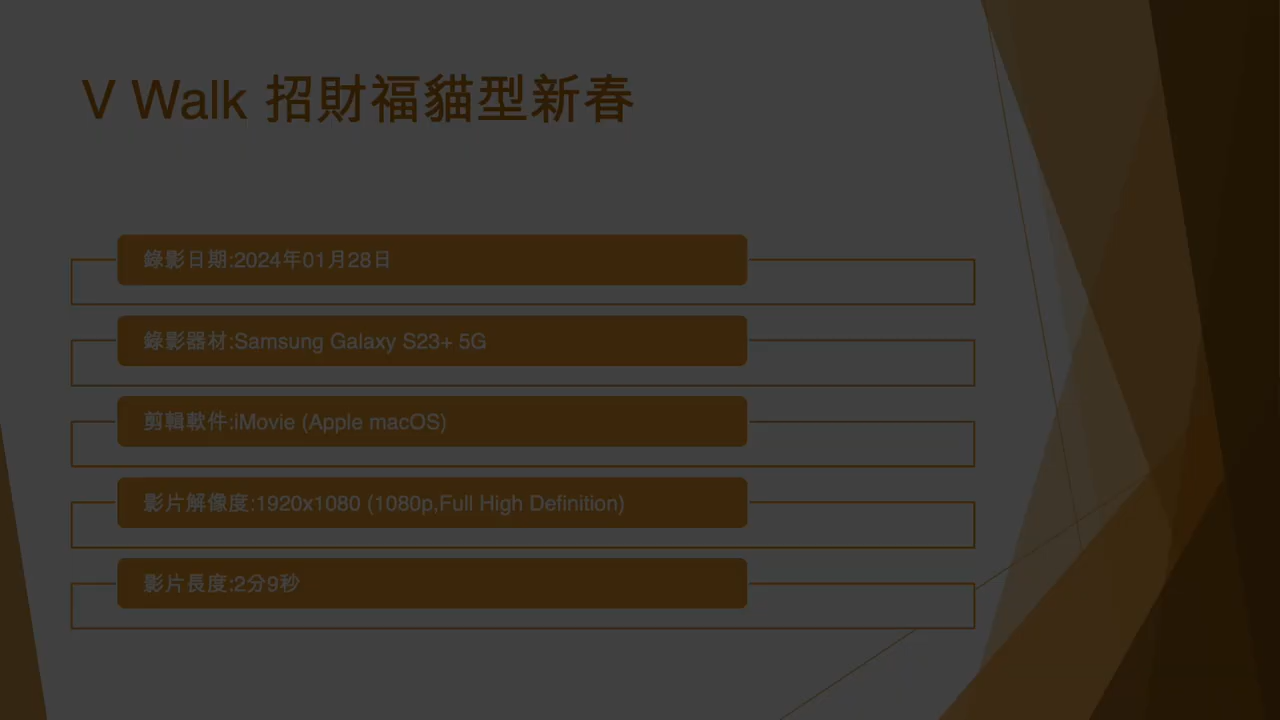 V Walk 招財福貓型新春
錄影日期:2024年01月28日
錄影器材:Samsung Galaxy S23+ 5G
剪輯軟件:iMovie (Apple macOS)
影片解像度:1920x1080 (1080p,Full High Definition)
影片長度:2分9秒